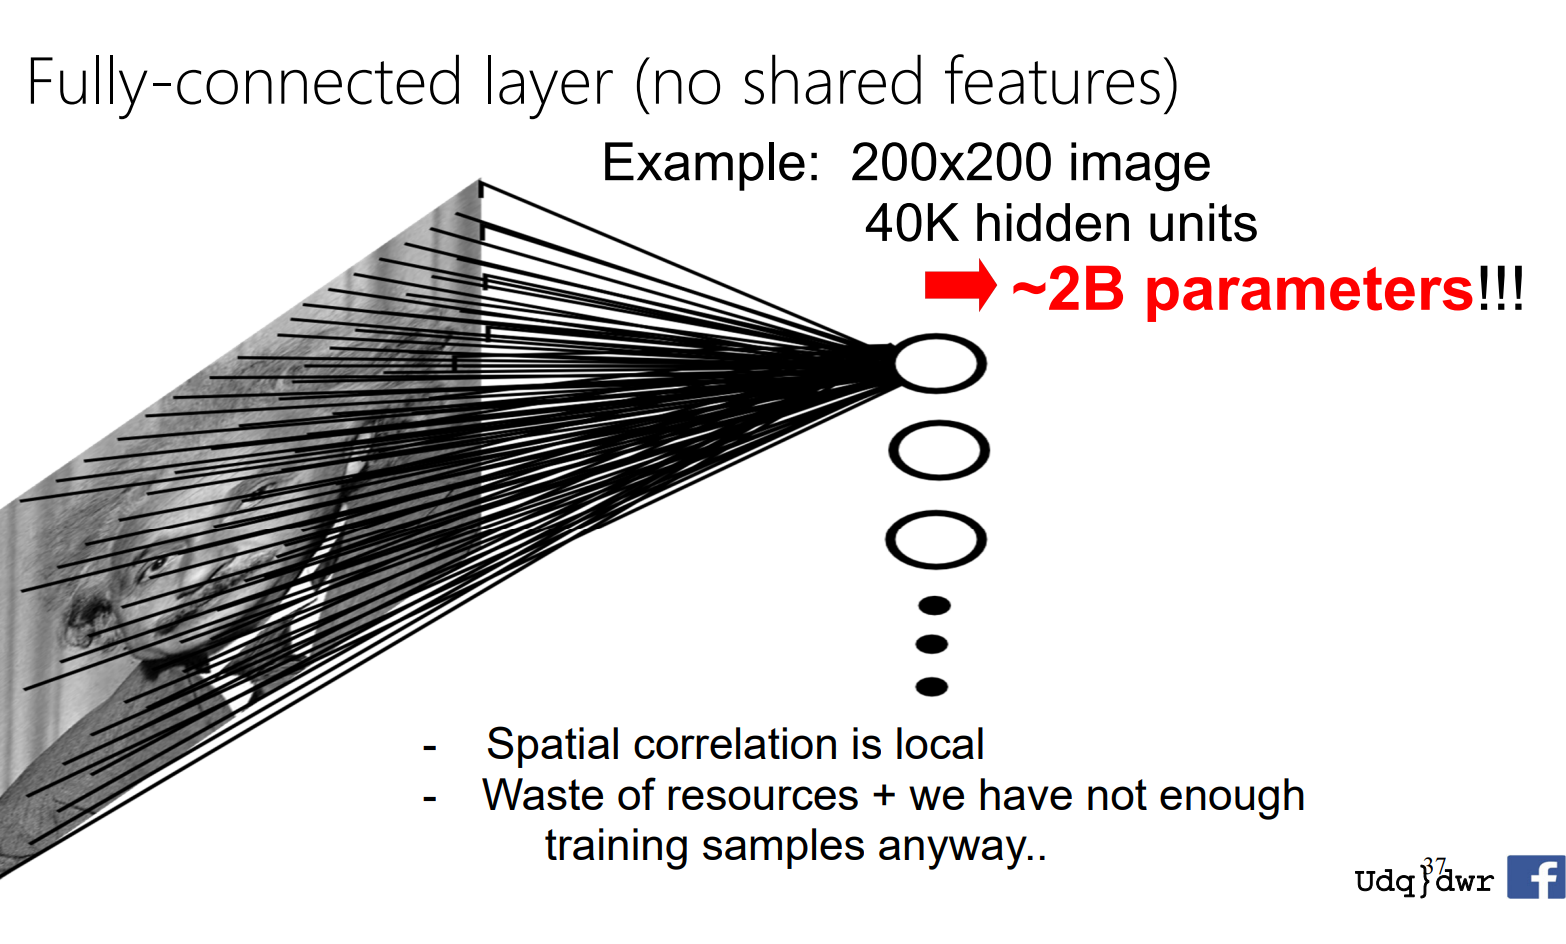 Fully-connected layer (no shared features)
Example: 200x200 image
40K hidden units
~2B parameters!!!
- Spatial correlation is local
- Waste of resources + we have not enough
training samples anyway..
37
Udq}dwr
f